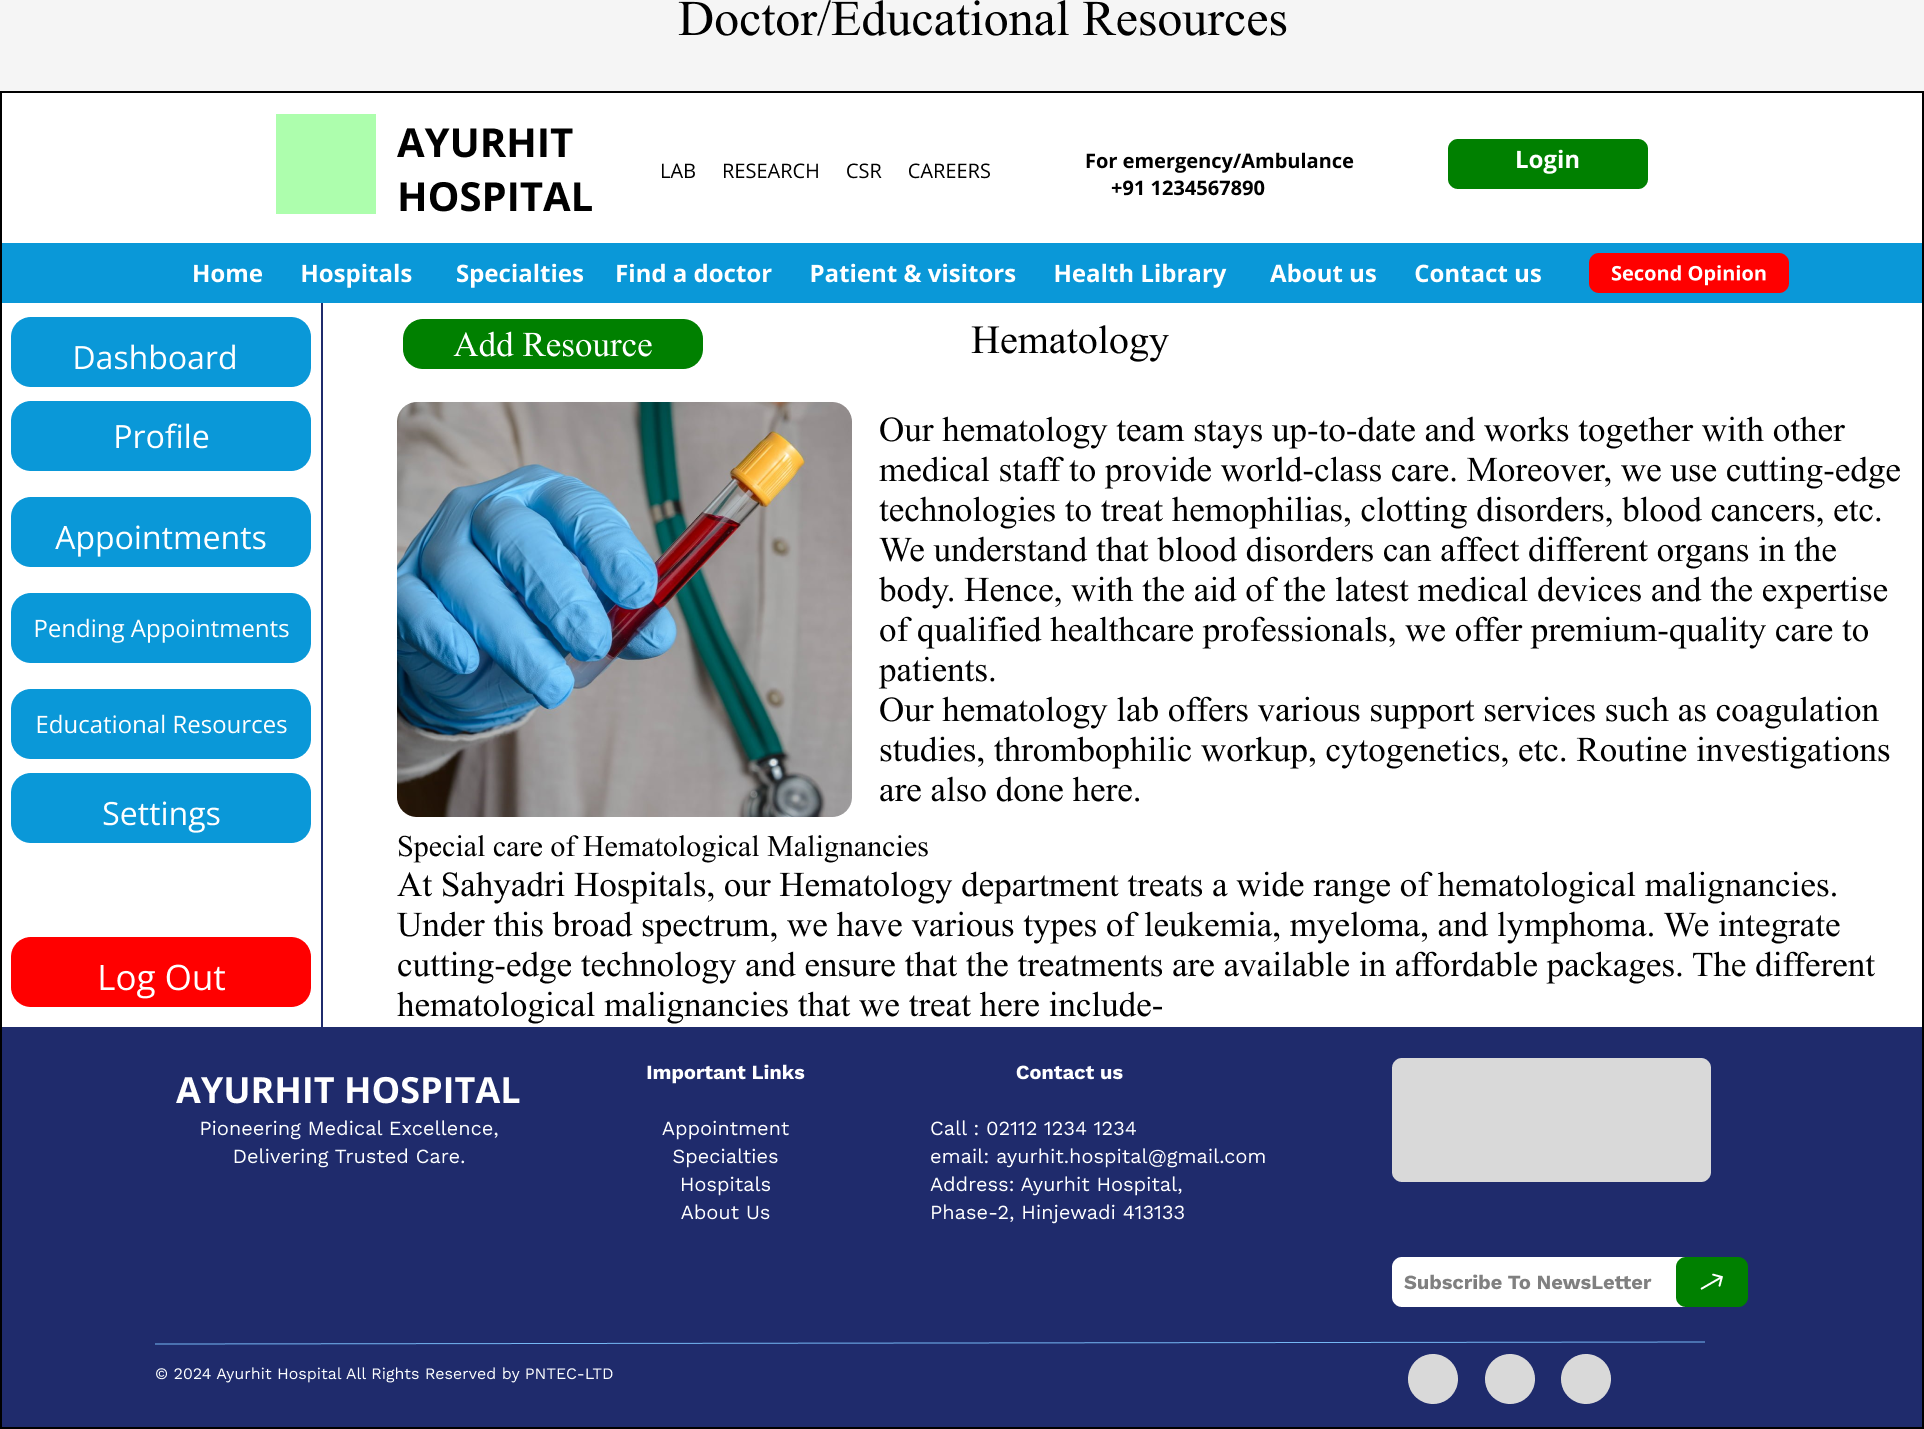 Doctor/Educational Resources
AYURHIT
HOSPITAL
LAB RESEARCH CSR CAREERS
For emergency/Ambulance
+91 1234567890
Login
Home Hospitals Specialties Find a doctor Patient & visitors Health Library About us Contact us Second Opinion
Dashboard
Profile
Appointments
Pending Appointments
Educational Resources
Settings
Log Out
Add Resource
Hematology
Our hematology team stays up-to-date and works together with other
medical staff to provide world-class care. Moreover, we use cutting-edge
technologies to treat hemophilias, clotting disorders, blood cancers, etc.
We understand that blood disorders can affect different organs in the
body. Hence, with the aid of the latest medical devices and the expertise
of qualified healthcare professionals, we offer premium-quality care to
patients.
Our hematology lab offers various support services such as coagulation
studies, thrombophilic workup, cytogenetics, etc. Routine investigations
are also done here.
Special care of Hematological Malignancies
At Sahyadri Hospitals, our Hematology department treats a wide range of hematological malignancies.
Under this broad spectrum, we have various types of leukemia, myeloma, and lymphoma. We integrate
cutting-edge technology and ensure that the treatments are available in affordable packages. The different
hematological malignancies that we treat here include-
AYURHIT HOSPITAL
Pioneering Medical Excellence,
Delivering Trusted Care.
Important Links
Appointment
Specialties
Hospitals
About Us
Contact us
Call : 02112 1234 1234
email: ayurhit.hospital@gmail.com
Address: Ayurhit Hospital,
Phase-2, Hinjewadi 413133
Subscribe To NewsLetter
© 2024 Ayurhit Hospital All Rights Reserved by PNTEC-LTD